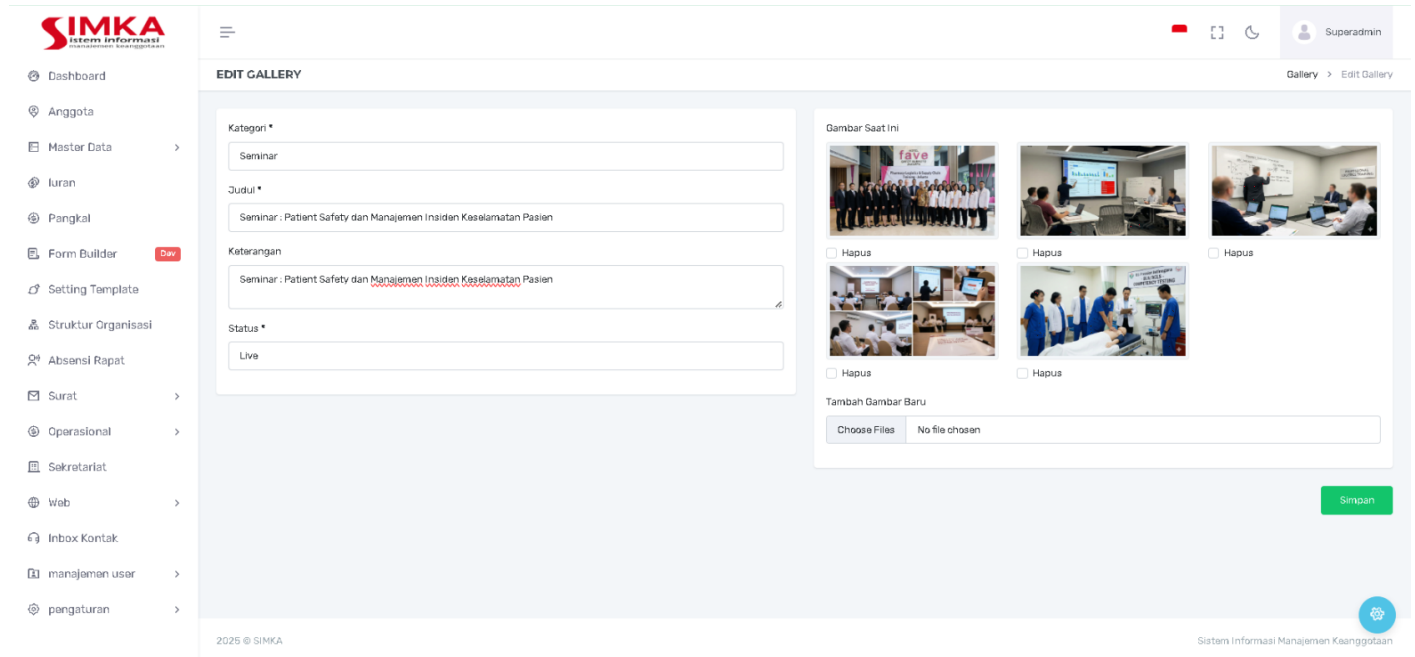 SIMKA
istem informasi
manajemen keanggotaan
Superadmin
EDIT GALLERY
Gallery > Edit Gallery
Dashboard
Anggota
Master Data
Iuran
Pangkal
Form Builder Dev
Setting Template
Struktur Organisasi
Absensi Rapat
Surat
Operasional
Sekretariat
Web
Inbox Kontak
manajemen user
pengaturan
Kategori *
Seminar
Judul *
Seminar : Patient Safety dan Manajemen Insiden Keselamatan Pasien
Keterangan
Seminar : Patient Safety dan Manajemen Insiden Keselamatan Pasien
Status *
Live
Gambar Saat Ini
fave
Hapus
Hapus
Hapus
COMPETENCY TESTING
Hapus
Hapus
Tambah Gambar Baru
Choose Files No file chosen
Simpan
2025 © SIMKA
Sistem Informasi Manajemen Keanggotaan